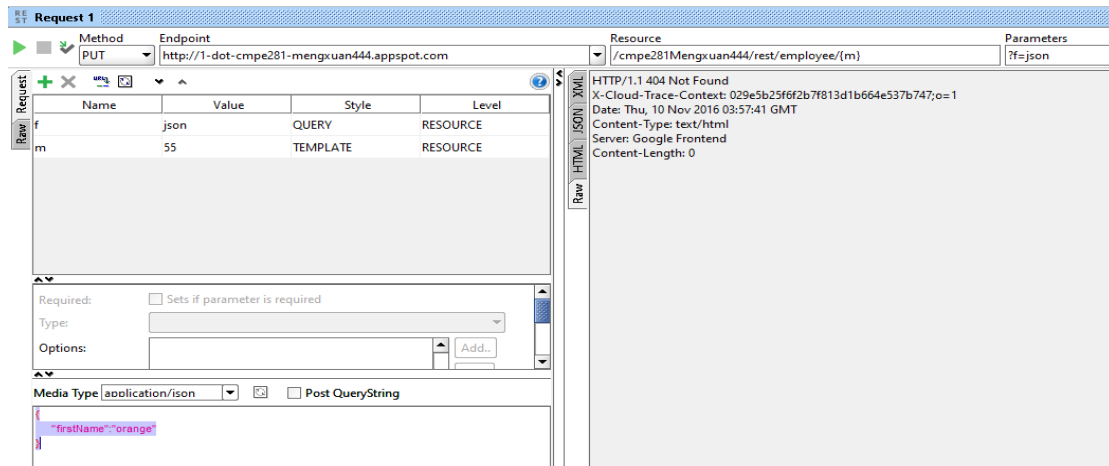 REST Request 1
Method Endpoint Resource Parameters
PUT http://1-dot-cmpe281-mengxuan444.appspot.com /cmpe281Mengxuan444/rest/employee/{m} ?f=json
Request
Raw
Name Value Style Level
f json QUERY RESOURCE
m 55 TEMPLATE RESOURCE
Required: Sets if parameter is required
Type:
Options: Add..
Media Type application/json Post QueryString
{
"firstName":"orange"
}
XML
JSON
HTML
Raw
HTTP/1.1 404 Not Found
X-Cloud-Trace-Context: 029e5b25f6f2b7f813d1b664e537b747;o=1
Date: Thu, 10 Nov 2016 03:57:41 GMT
Content-Type: text/html
Server: Google Frontend
Content-Length: 0